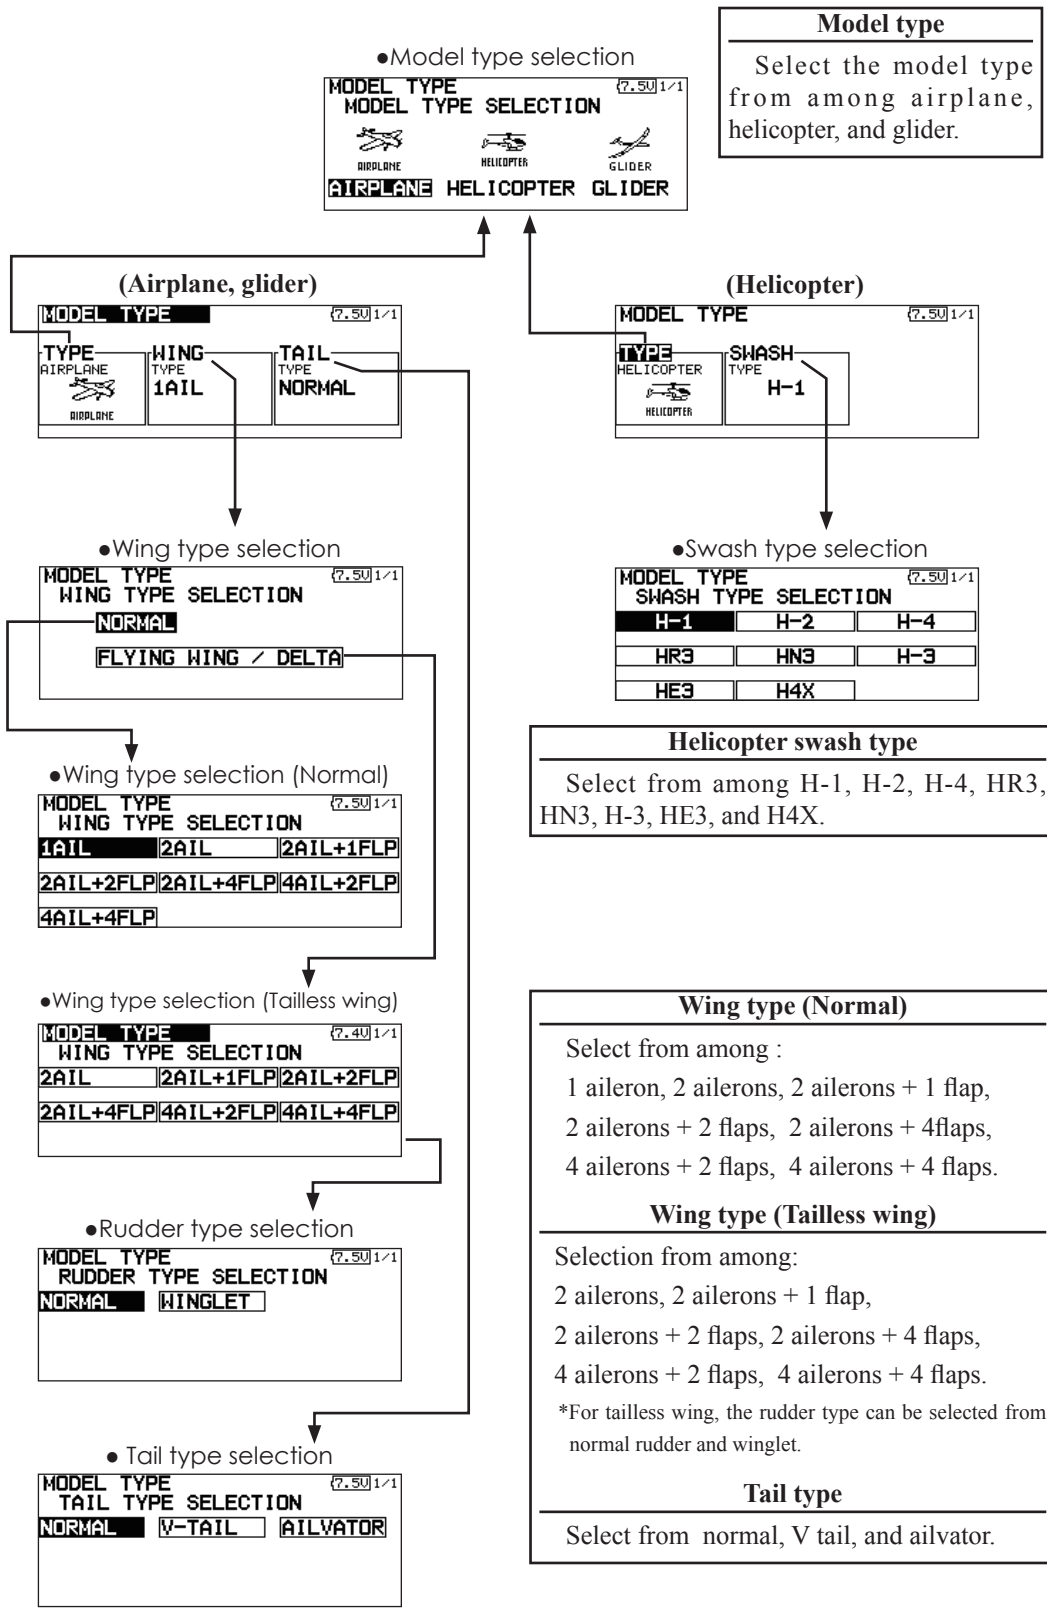 Model type
Select the model type
from among airplane,
helicopter, and glider.
●Model type selection
MODEL TYPE 7.5V 1/1
MODEL TYPE SELECTION
AIRPLANE HELICOPTER GLIDER
AIRPLANE HELICOPTER GLIDER
(Airplane, glider)
MODEL TYPE 7.5V 1/1
TYPE WING TAIL
AIRPLANE TYPE TYPE
1AIL NORMAL
AIRPLANE
(Helicopter)
MODEL TYPE 7.5V 1/1
TYPE SWASH
HELICOPTER TYPE
H-1
HELICOPTER
●Wing type selection
MODEL TYPE 7.5V 1/1
WING TYPE SELECTION
NORMAL
FLYING WING / DELTA
●Swash type selection
MODEL TYPE 7.5V 1/1
SWASH TYPE SELECTION
H-1 H-2 H-4
HR3 HN3 H-3
HE3 H4X
Helicopter swash type
Select from among H-1, H-2, H-4, HR3,
HN3, H-3, HE3, and H4X.
●Wing type selection (Normal)
MODEL TYPE 7.5V 1/1
WING TYPE SELECTION
1AIL 2AIL 2AIL+1FLP
2AIL+2FLP 2AIL+4FLP 4AIL+2FLP
4AIL+4FLP
●Wing type selection (Tailless wing)
MODEL TYPE 7.4V 1/1
WING TYPE SELECTION
2AIL 2AIL+1FLP 2AIL+2FLP
2AIL+4FLP 4AIL+2FLP 4AIL+4FLP
●Rudder type selection
MODEL TYPE 7.5V 1/1
RUDDER TYPE SELECTION
NORMAL WINGLET
● Tail type selection
MODEL TYPE 7.5V 1/1
TAIL TYPE SELECTION
NORMAL V-TAIL AILVATOR
Wing type (Normal)
Select from among :
1 aileron, 2 ailerons, 2 ailerons + 1 flap,
2 ailerons + 2 flaps, 2 ailerons + 4flaps,
4 ailerons + 2 flaps, 4 ailerons + 4 flaps.
Wing type (Tailless wing)
Selection from among:
2 ailerons, 2 ailerons + 1 flap,
2 ailerons + 2 flaps, 2 ailerons + 4 flaps,
4 ailerons + 2 flaps, 4 ailerons + 4 flaps.
*For tailless wing, the rudder type can be selected from
normal rudder and winglet.
Tail type
Select from normal, V tail, and ailvator.